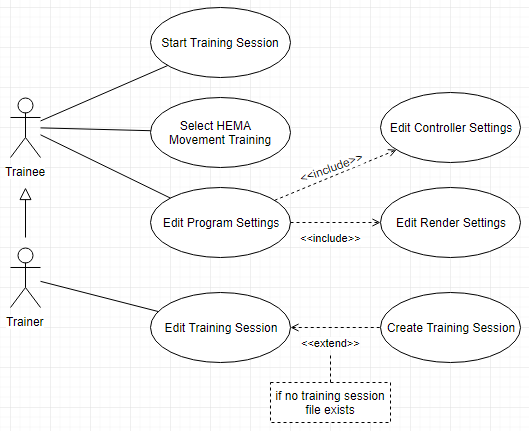 Start Training Session
Select HEMA
Movement Training
Edit Controller Settings
<<include>>
Trainee
Edit Program Settings
Edit Render Settings
<<include>>
Trainer
Edit Training Session
Create Training Session
<<extend>>
if no training session
file exists